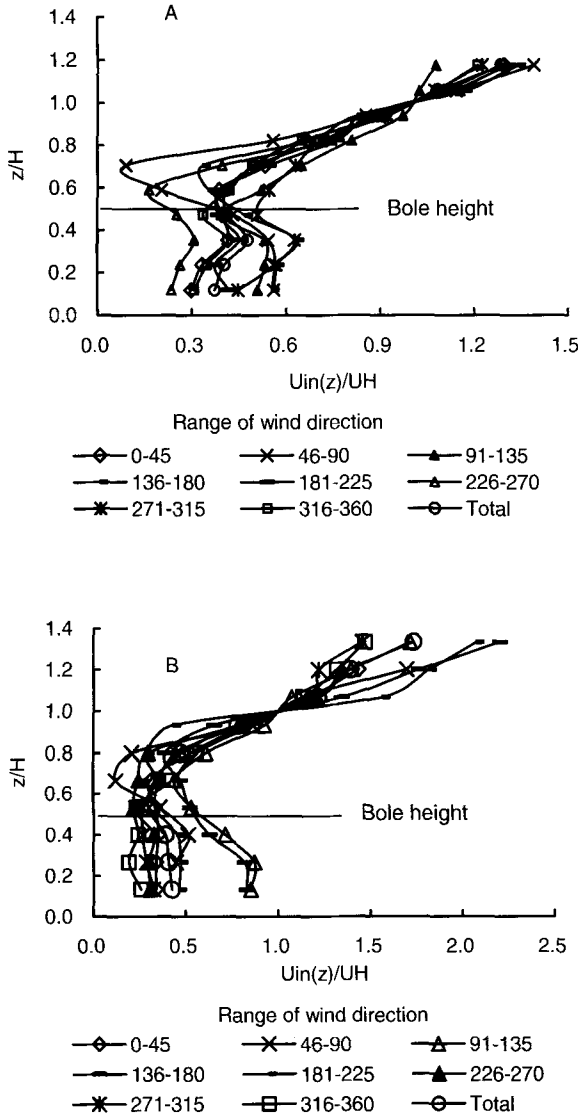 A
1.4
1.2
1.0
0.8
0.6
0.4
0.2
0.0
z/H
Bole height
0.0 0.3 0.6 0.9 1.2 1.5
Uin(z)/UH
Range of wind direction
0-45 46-90 91-135
136-180 181-225 226-270
271-315 316-360 Total
B
1.4
1.2
1.0
0.8
0.6
0.4
0.2
0.0
z/H
Bole height
0.0 0.5 1.0 1.5 2.0 2.5
Uin(z)/UH
Range of wind direction
0-45 46-90 91-135
136-180 181-225 226-270
271-315 316-360 Total